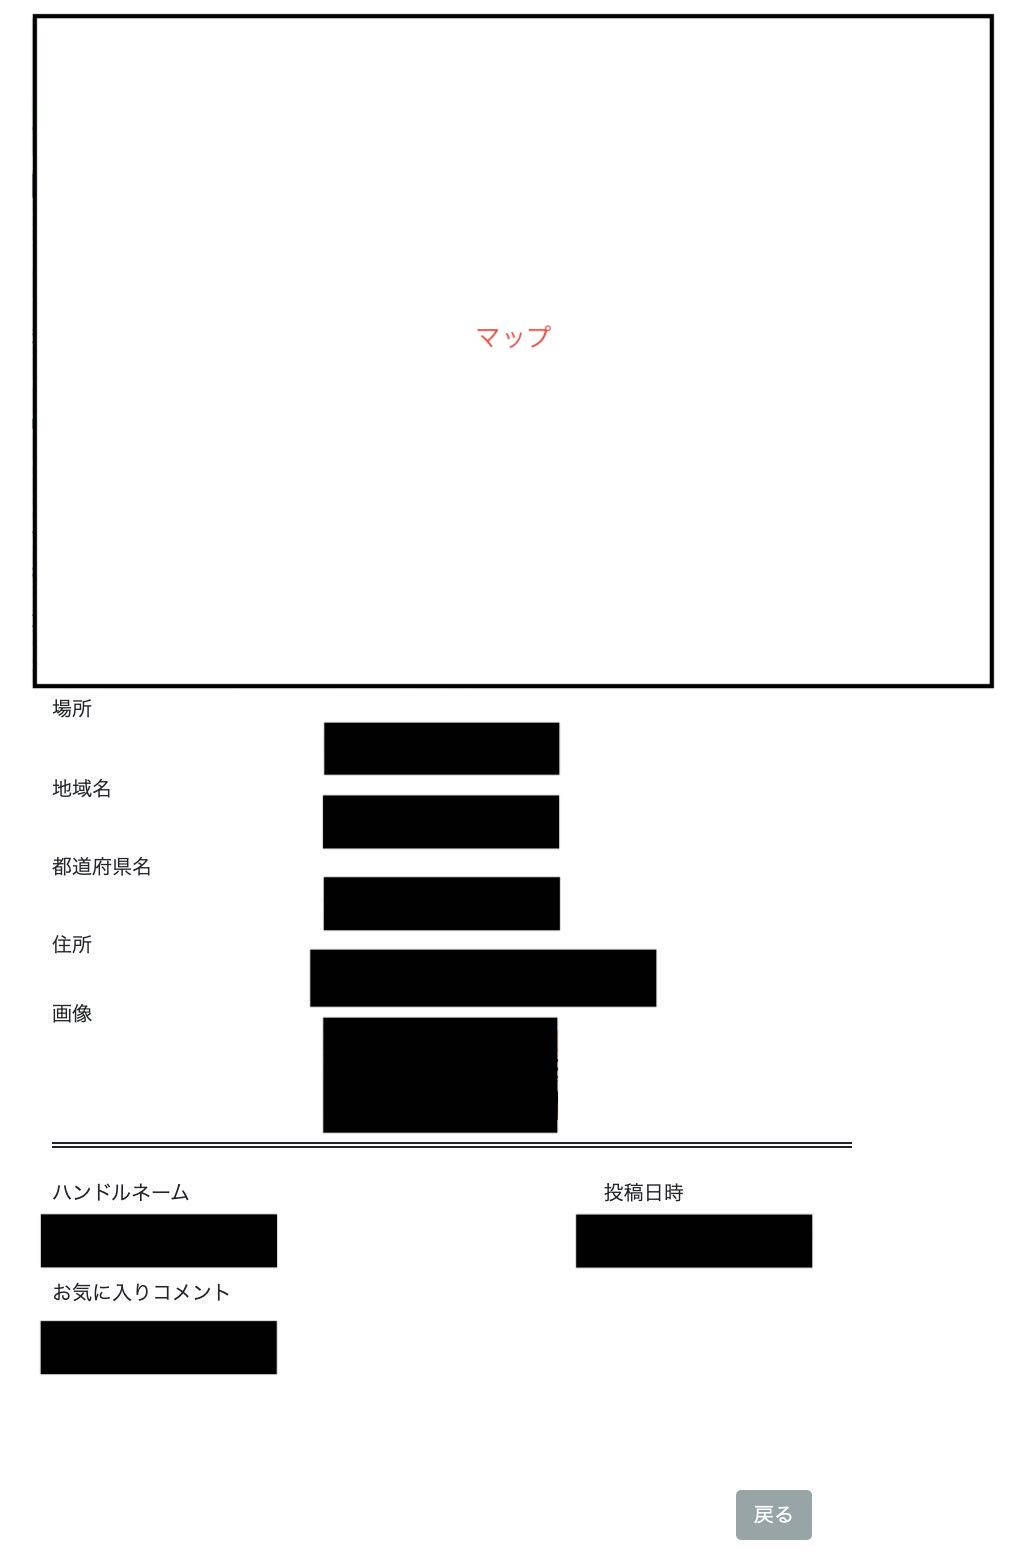 マップ
場所
地域名
都道府県名
住所
画像
ハンドルネーム 投稿日時
お気に入りコメント
戻る